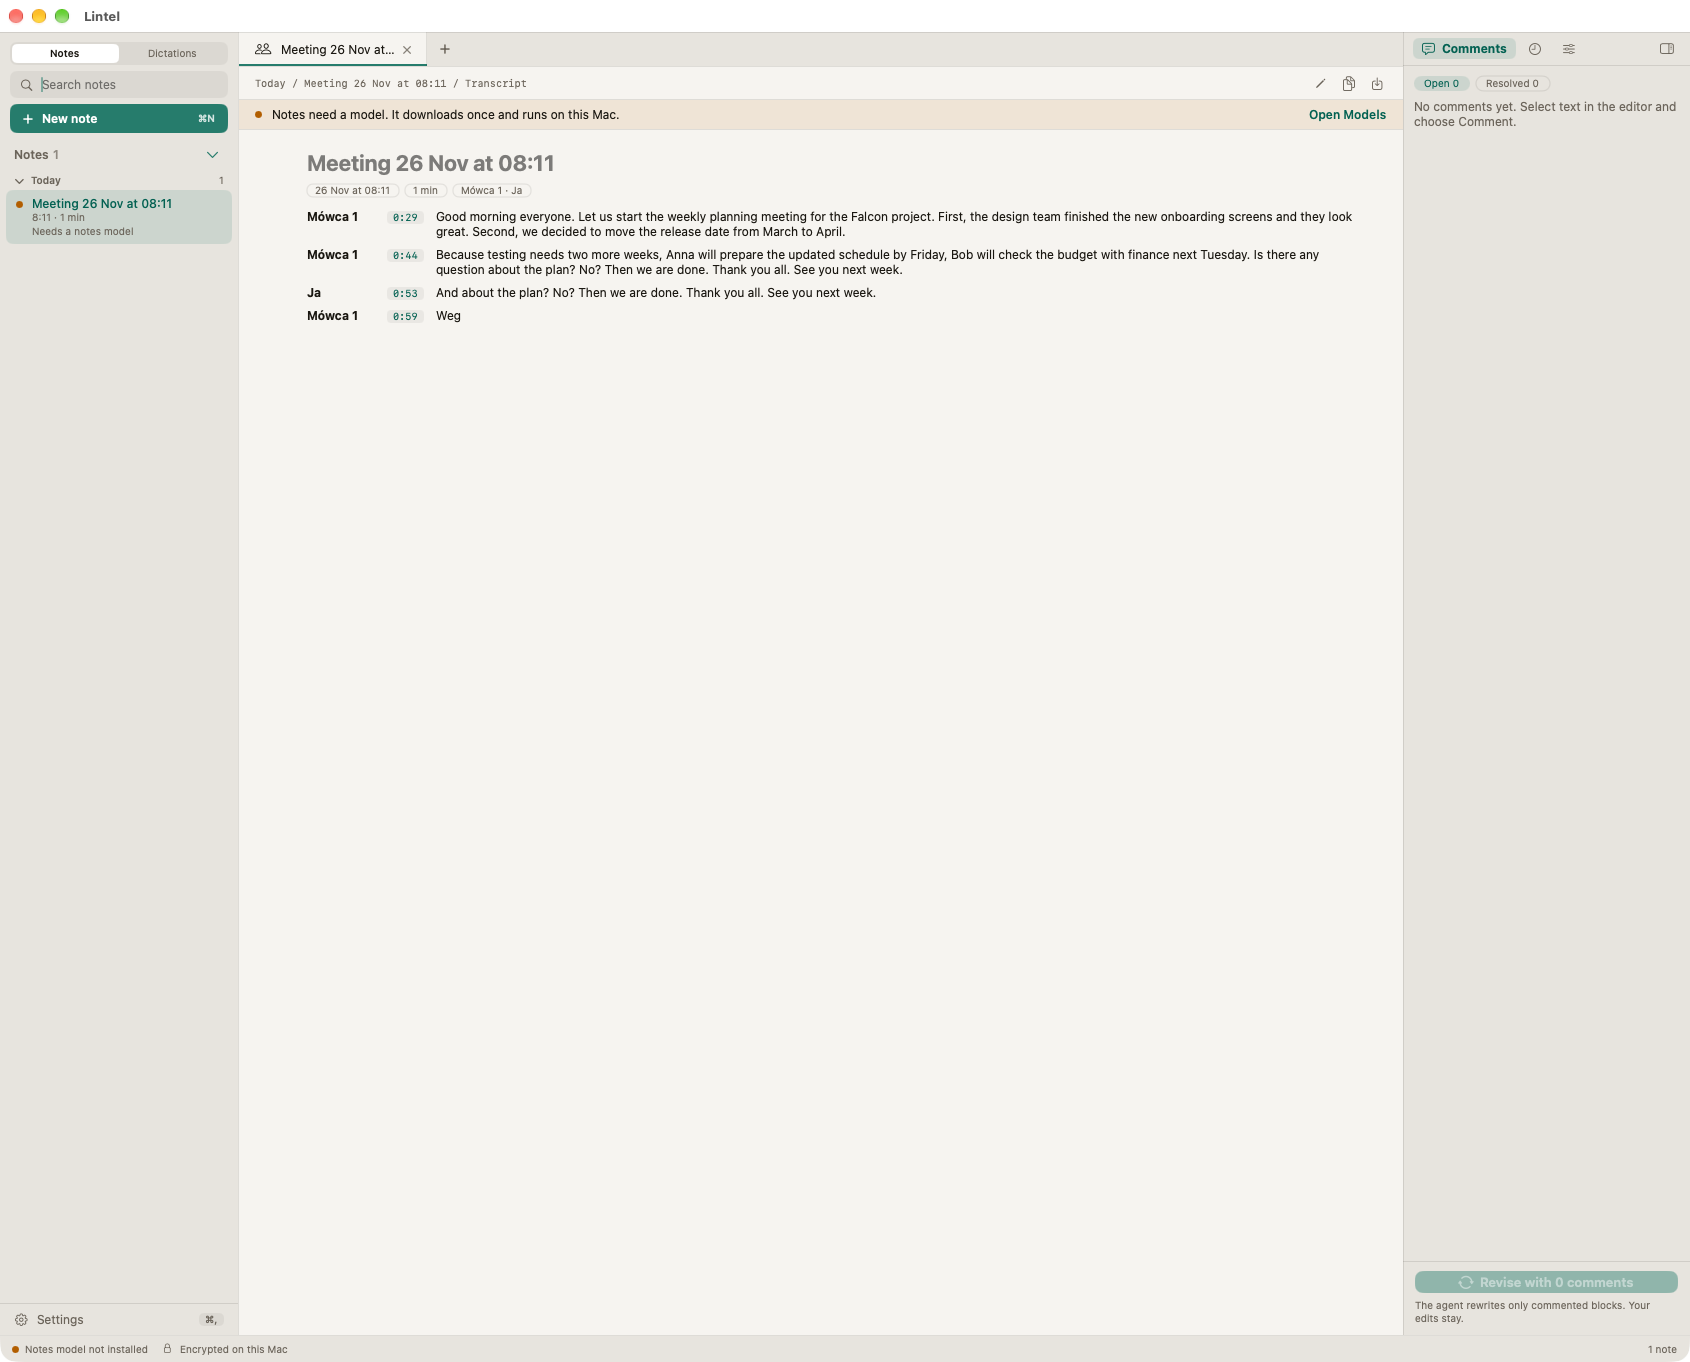 Lintel
Notes
Dictations
Search notes
New note ⌘N
Notes 1
Today 1
Meeting 26 Nov at 08:11
8:11 · 1 min
Needs a notes model
Settings ⌘,
Meeting 26 Nov at...
Today / Meeting 26 Nov at 08:11 / Transcript
Notes need a model. It downloads once and runs on this Mac.
Open Models
Meeting 26 Nov at 08:11
26 Nov at 08:11
1 min
Mówca 1 · Ja
Mówca 1 0:29 Good morning everyone. Let us start the weekly planning meeting for the Falcon project. First, the design team finished the new onboarding screens and they look
great. Second, we decided to move the release date from March to April.
Mówca 1 0:44 Because testing needs two more weeks, Anna will prepare the updated schedule by Friday, Bob will check the budget with finance next Tuesday. Is there any
question about the plan? No? Then we are done. Thank you all. See you next week.
Ja 0:53 And about the plan? No? Then we are done. Thank you all. See you next week.
Mówca 1 0:59 Weg
Comments
Open 0
Resolved 0
No comments yet. Select text in the editor and
choose Comment.
Revise with 0 comments
The agent rewrites only commented blocks. Your
edits stay.
Notes model not installed
Encrypted on this Mac
1 note